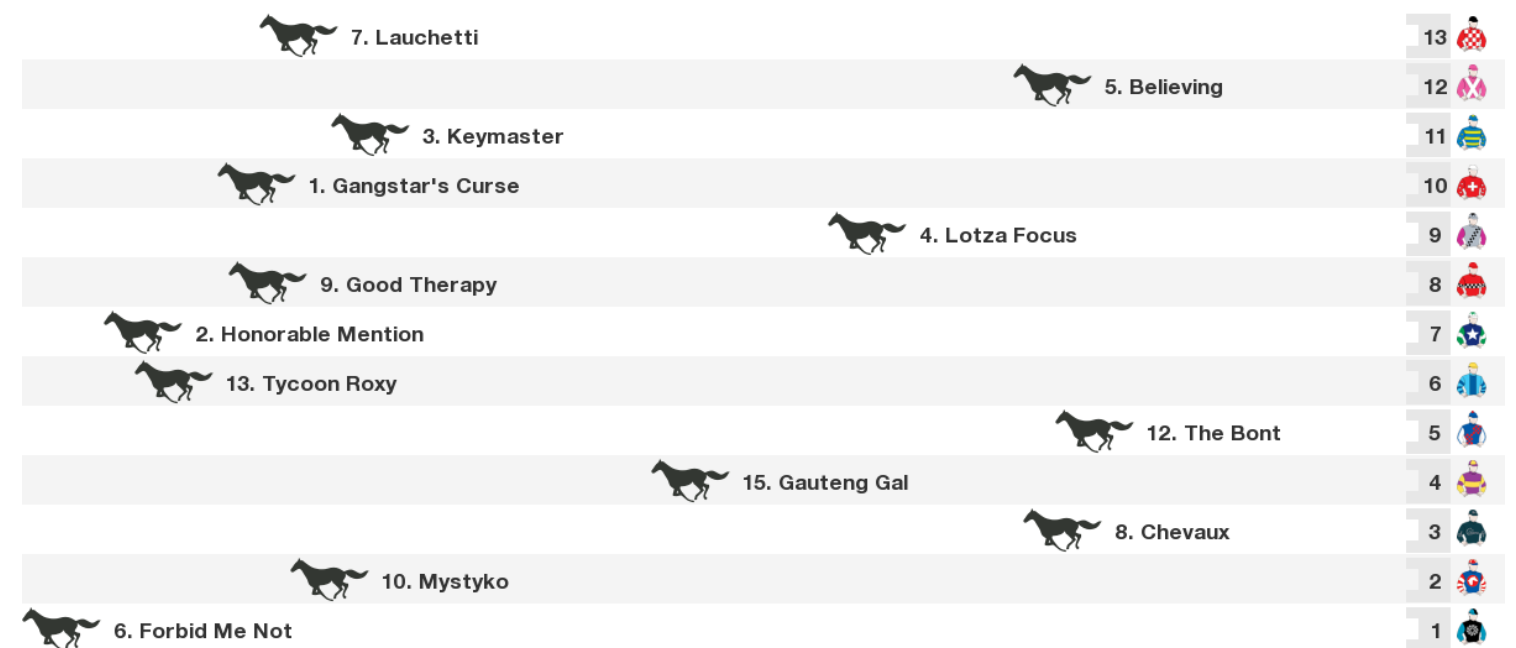 7. Lauchetti 13
5. Believing 12
3. Keymaster 11
1. Gangstar's Curse 10
4. Lotza Focus 9
9. Good Therapy 8
2. Honorable Mention 7
13. Tycoon Roxy 6
12. The Bont 5
15. Gauteng Gal 4
8. Chevaux 3
10. Mystyko 2
6. Forbid Me Not 1